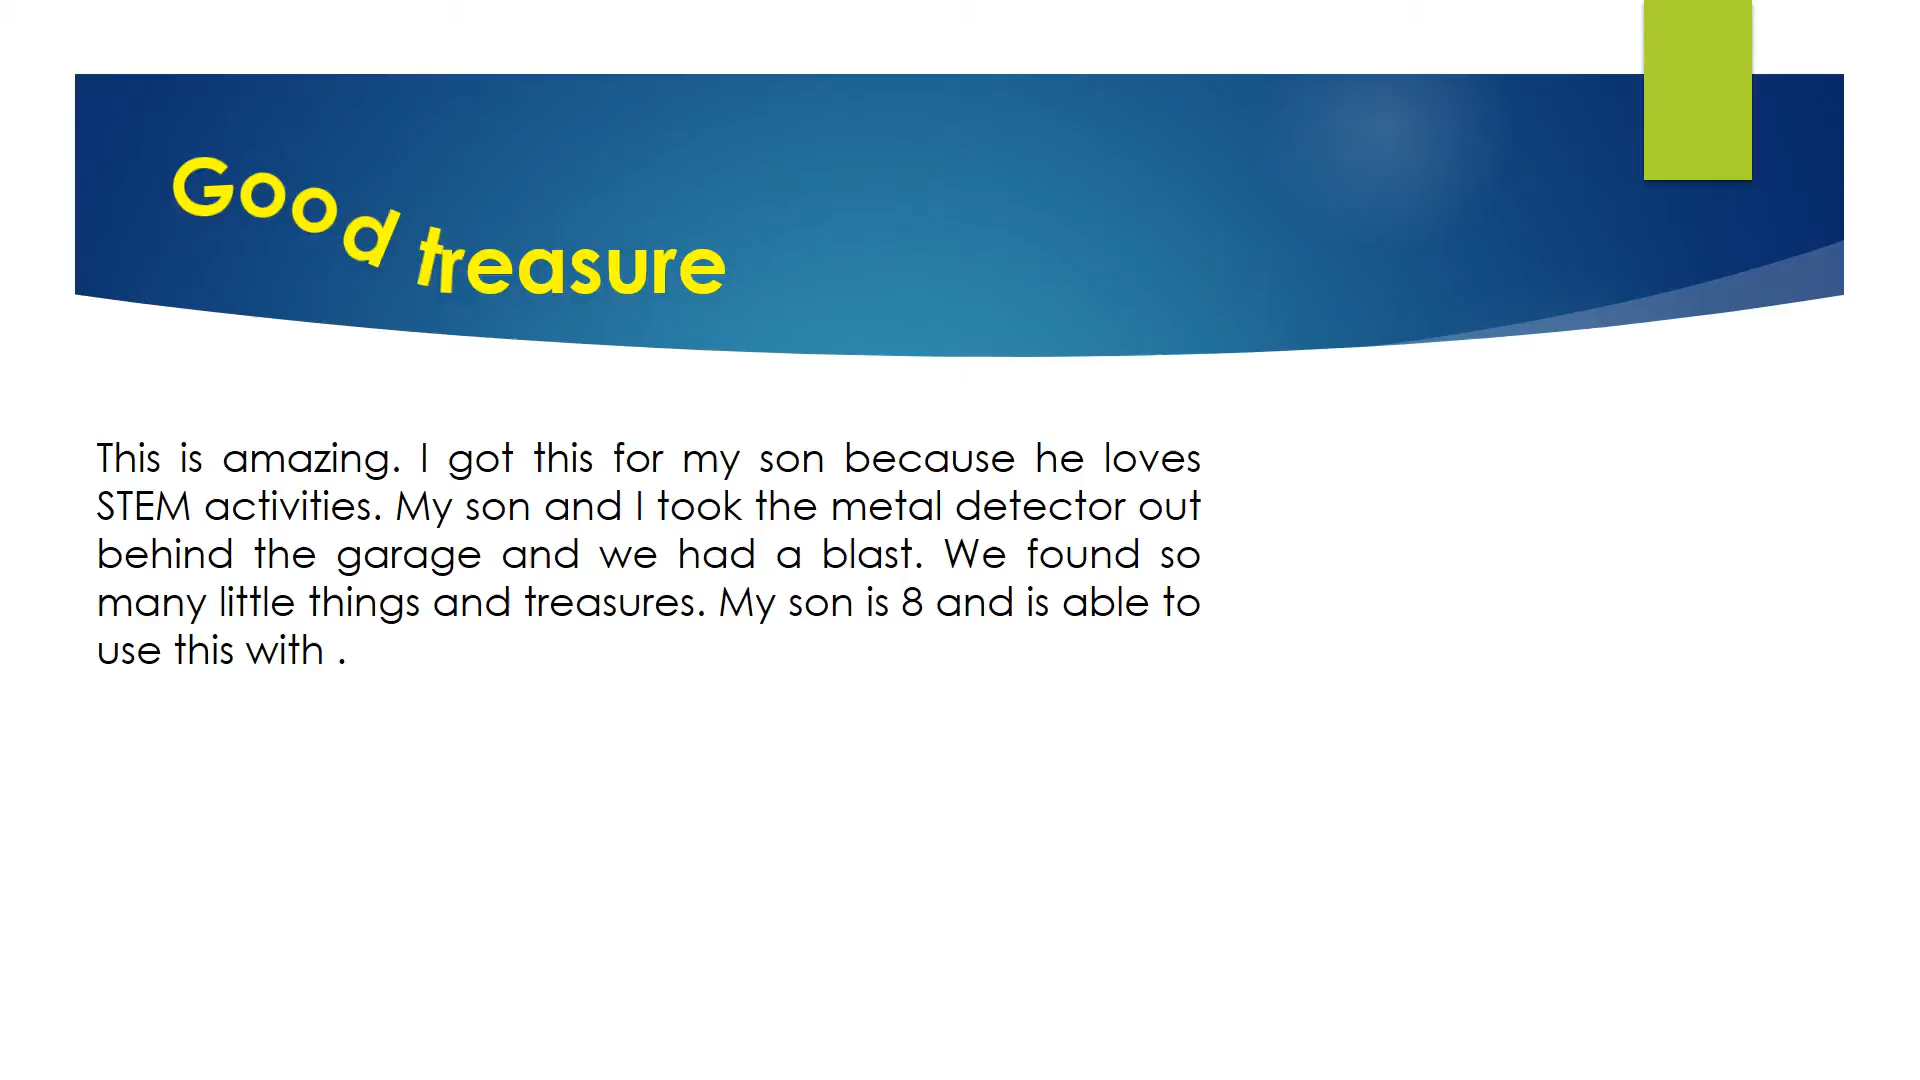 Good treasure
This is amazing. I got this for my son because he loves
STEM activities. My son and I took the metal detector out
behind the garage and we had a blast. We found so
many little things and treasures. My son is 8 and is able to
use this with .